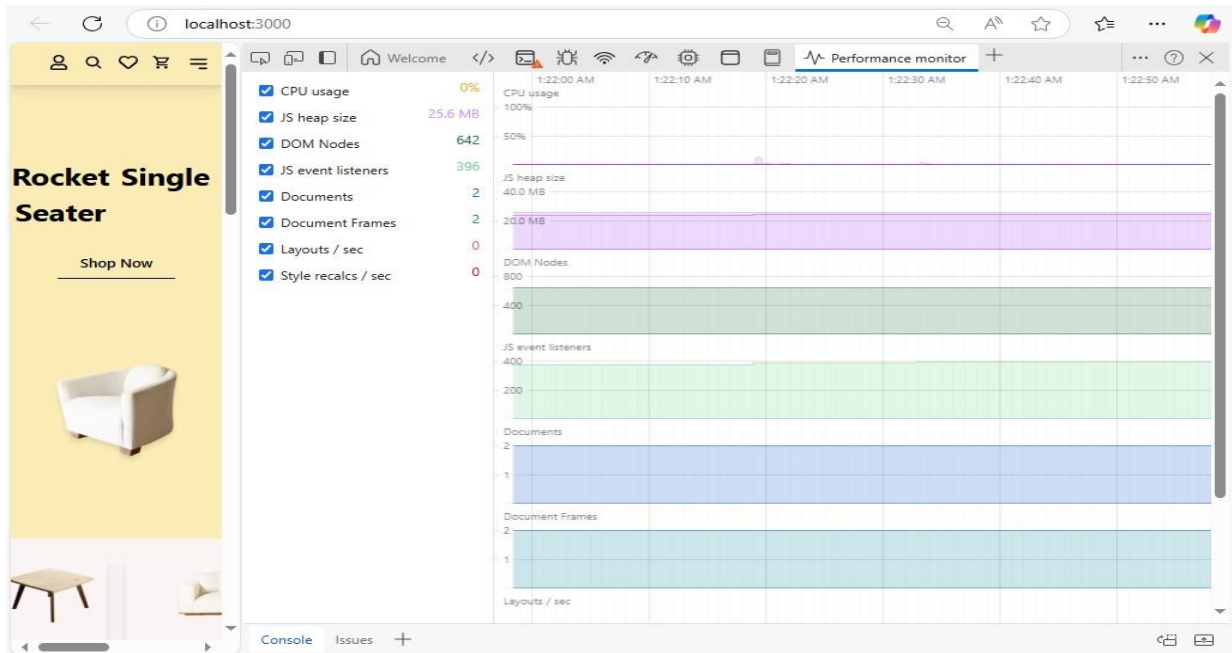 localhost:3000
Welcome
Performance monitor
Rocket Single
Seater
Shop Now
CPU usage 0%
JS heap size 25.6 MB
DOM Nodes 642
JS event listeners 396
Documents 2
Document Frames 2
Layouts / sec 0
Style recalcs / sec 0
1:22:00 AM 1:22:10 AM 1:22:20 AM 1:22:30 AM 1:22:40 AM 1:22:50 AM
CPU usage
100%
50%
JS heap size
40.0 MB
20.0 MB
DOM Nodes
800
400
JS event listeners
400
200
Documents
2
1
Document Frames
2
1
Layouts / sec
Console Issues